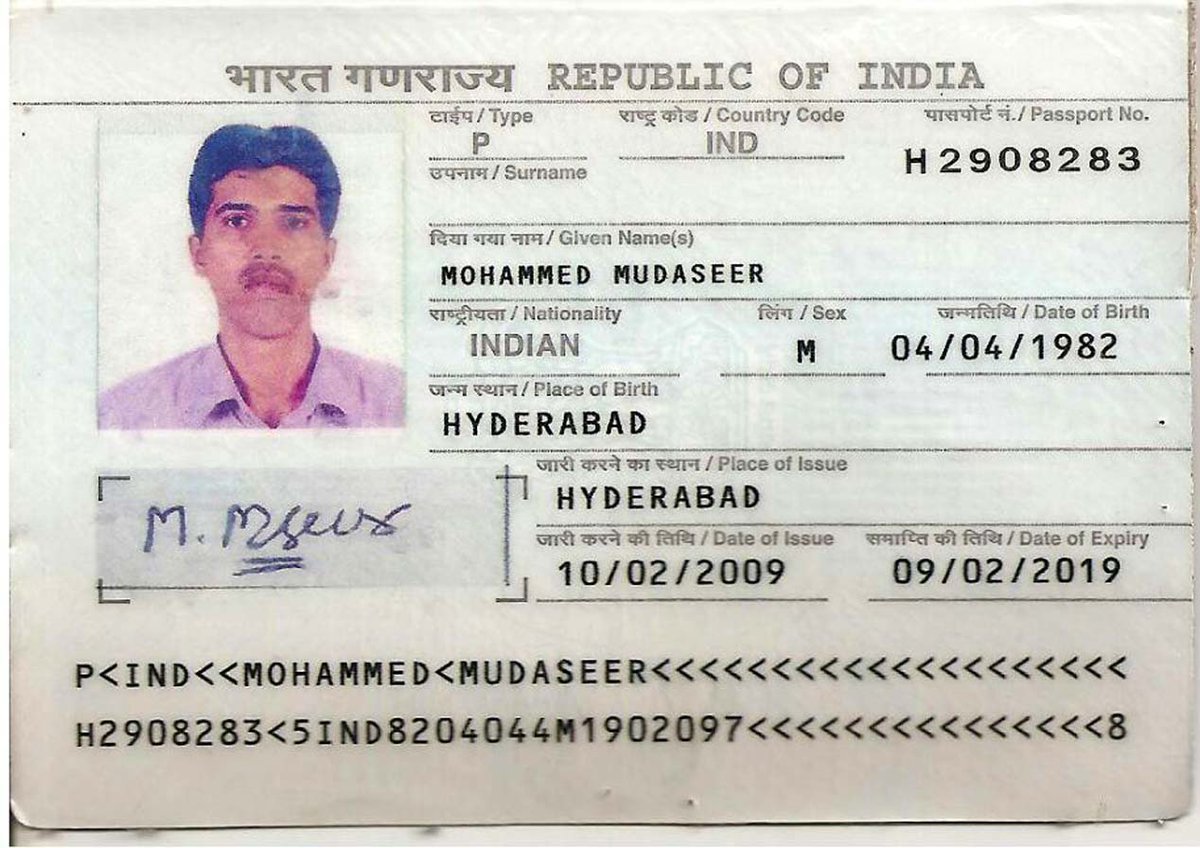 भारत गणराज्य REPUBLIC OF INDIA
टाईप / Type राष्ट्र कोड / Country Code पासपोर्ट नं. / Passport No.
P IND H2908283
उपनाम / Surname
दिया गया नाम / Given Name(s)
MOHAMMED MUDASEER
राष्ट्रीयता / Nationality लिंग / Sex जन्मतिथि / Date of Birth
INDIAN M 04/04/1982
जन्म स्थान / Place of Birth
HYDERABAD
जारी करने का स्थान / Place of Issue
HYDERABAD
जारी करने की तिथि / Date of Issue समाप्ति की तिथि / Date of Expiry
10/02/2009 09/02/2019
M.
P<IND<<MOHAMMED<MUDASEER<<<<<<<<<<<<<<<<<<<<
H2908283<5IND8204044M1902097<<<<<<<<<<<<<<<8